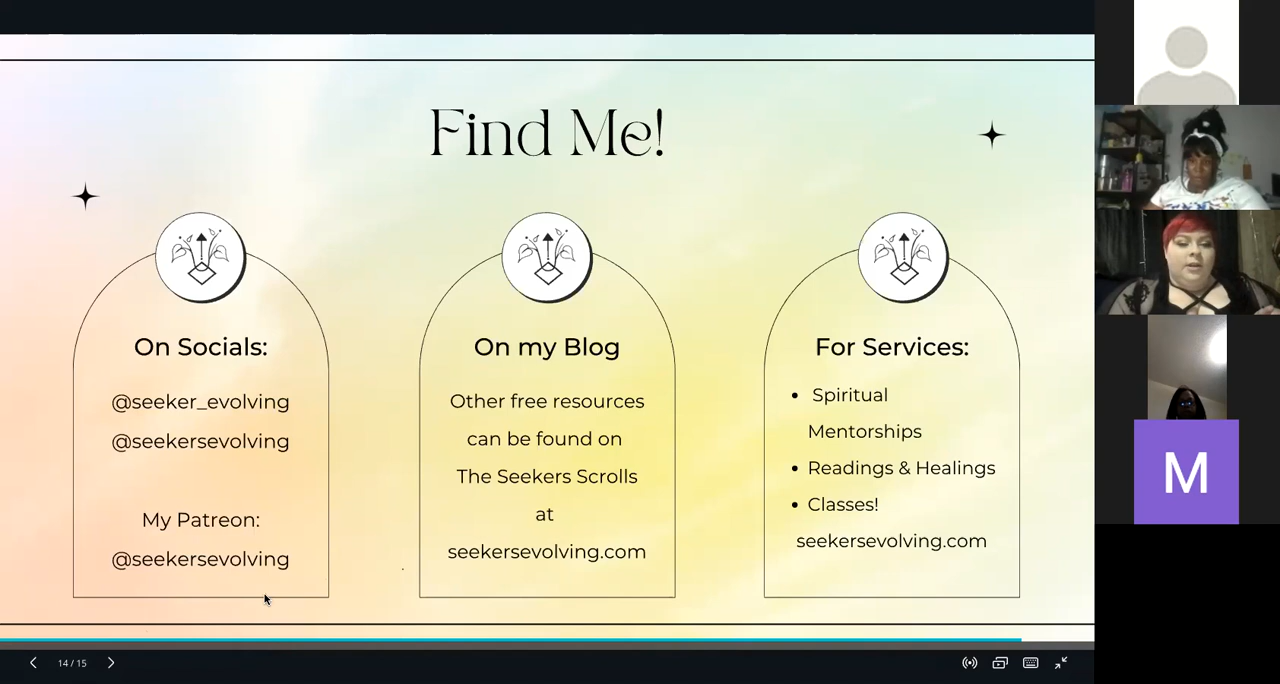 Find Me!
On Socials:
@seeker_evolving
@seekersevolving
My Patreon:
@seekersevolving
On my Blog
Other free resources
can be found on
The Seekers Scrolls
at
seekersevolving.com
For Services:
• Spiritual
Mentorships
• Readings & Healings
• Classes!
seekersevolving.com
M
14 / 15